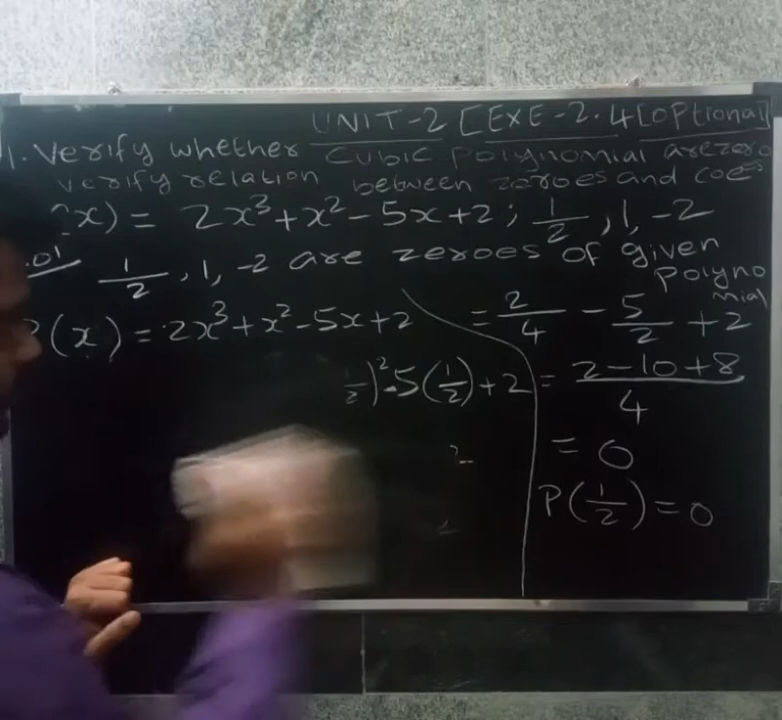 UNIT-2 [EXE-2.4[OPtional]
1. Verify whether cubic polynomial are zero
verify relation between zeroes and coes
(x) = 2x³+x²-5x+2; 1/2, 1, -2
1/2, 1, -2 are zeroes of given
polyno
mial
P(x) = 2x³+x²-5x+2
1/2)²-5(1/2)+2
= 2/4 - 5/2 + 2
= 2-10+8/4
= 0
P(1/2) = 0